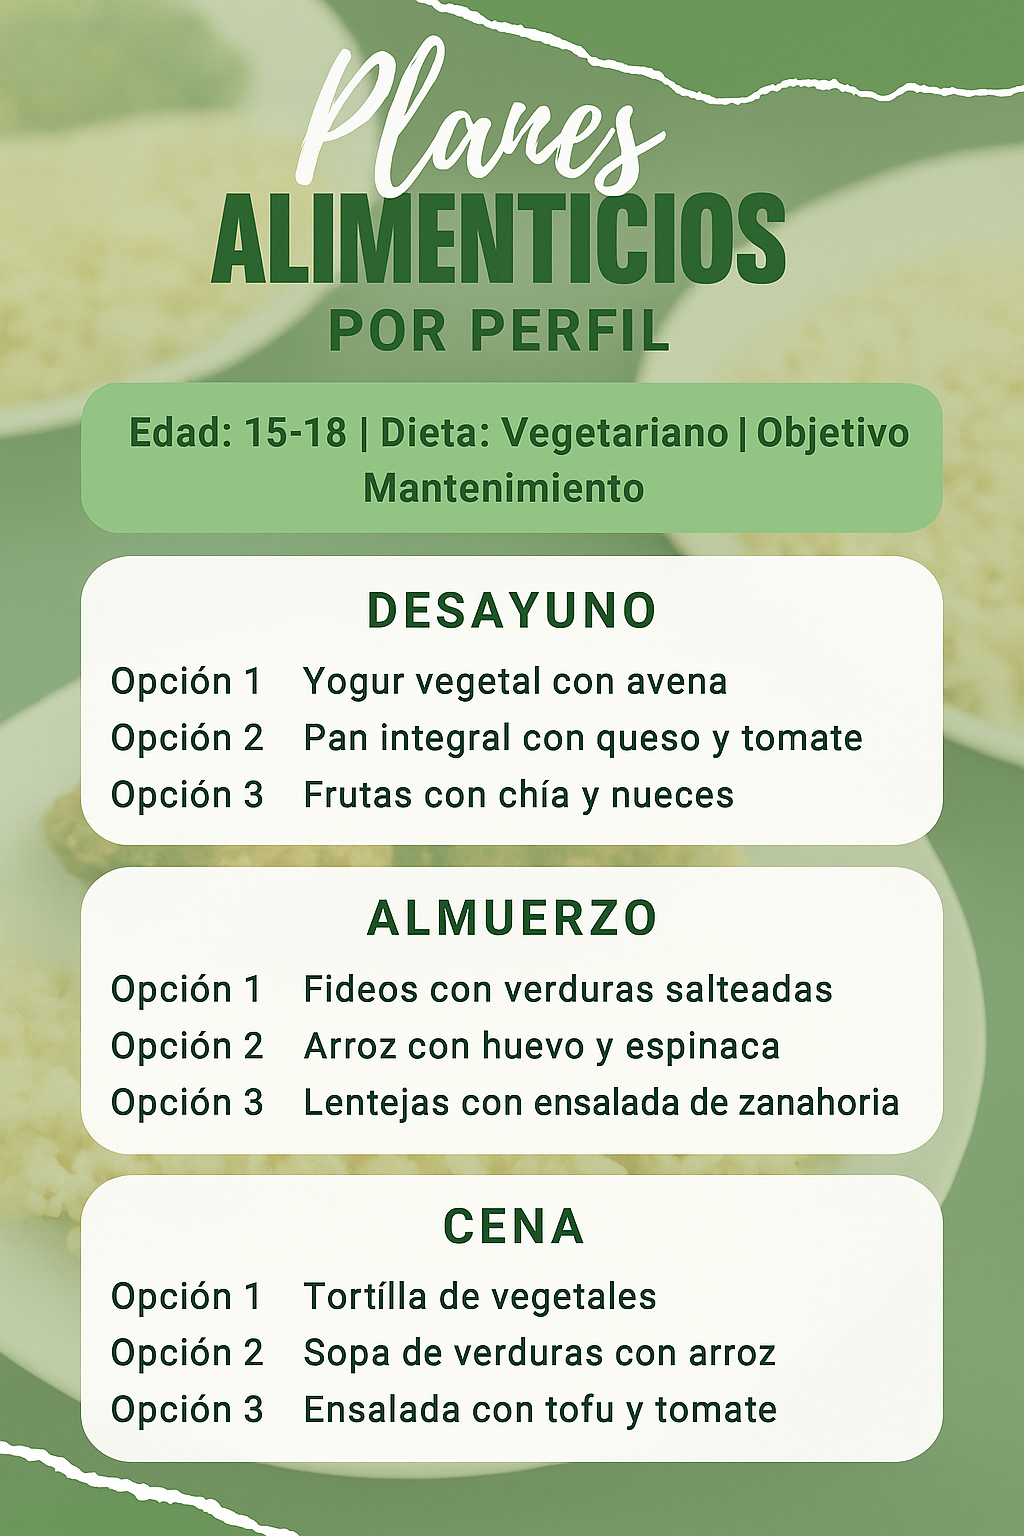 Planes
ALIMENTICIOS
POR PERFIL
Edad: 15-18 | Dieta: Vegetariano | Objetivo
Mantenimiento
DESAYUNO
Opción 1 Yogur vegetal con avena
Opción 2 Pan integral con queso y tomate
Opción 3 Frutas con chía y nueces
ALMUERZO
Opción 1 Fideos con verduras salteadas
Opción 2 Arroz con huevo y espinaca
Opción 3 Lentejas con ensalada de zanahoria
CENA
Opción 1 Tortílla de vegetales
Opción 2 Sopa de verduras con arroz
Opción 3 Ensalada con tofu y tomate